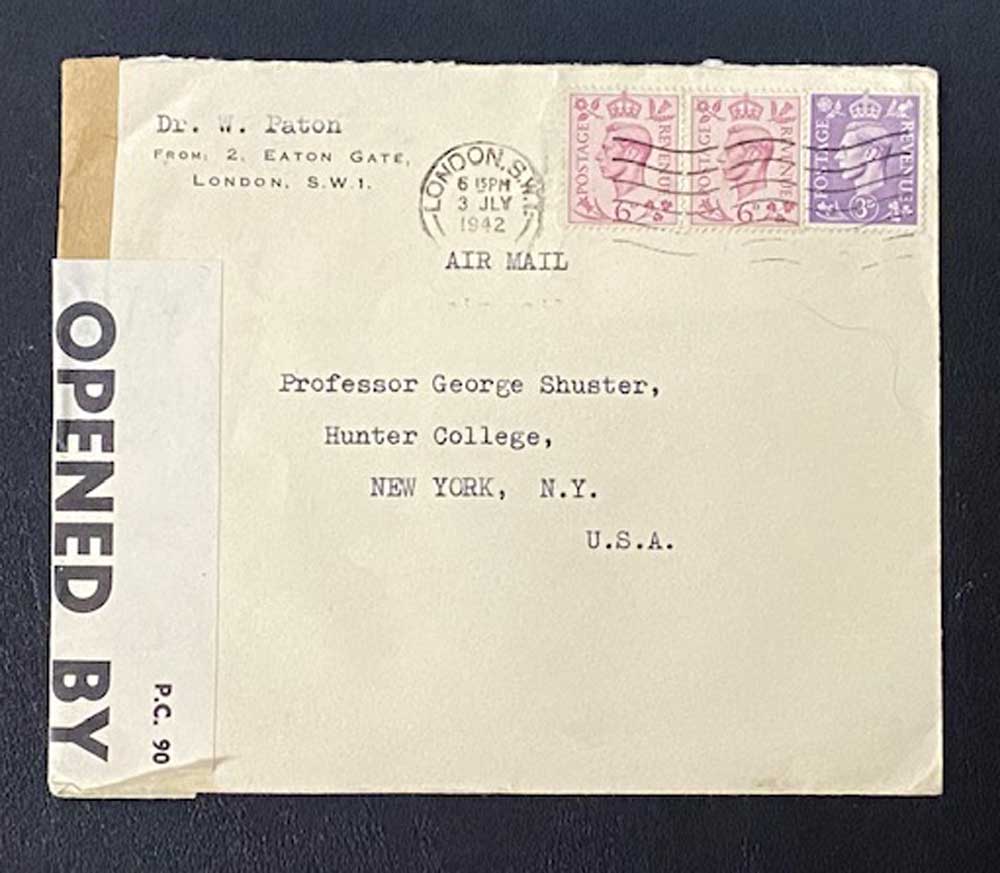 Dr. W. Paton
FROM: 2, EATON GATE,
LONDON, S.W.1.
LONDON.S.W.1.
6 15PM
3 JLY
1942
POSTAGE REVENUE
6D
POSTAGE REVENUE
6D
POSTAGE REVENUE
3D
AIR MAIL
Professor George Shuster,
Hunter College,
NEW YORK, N.Y.
U.S.A.
OPENED BY
P.C. 90